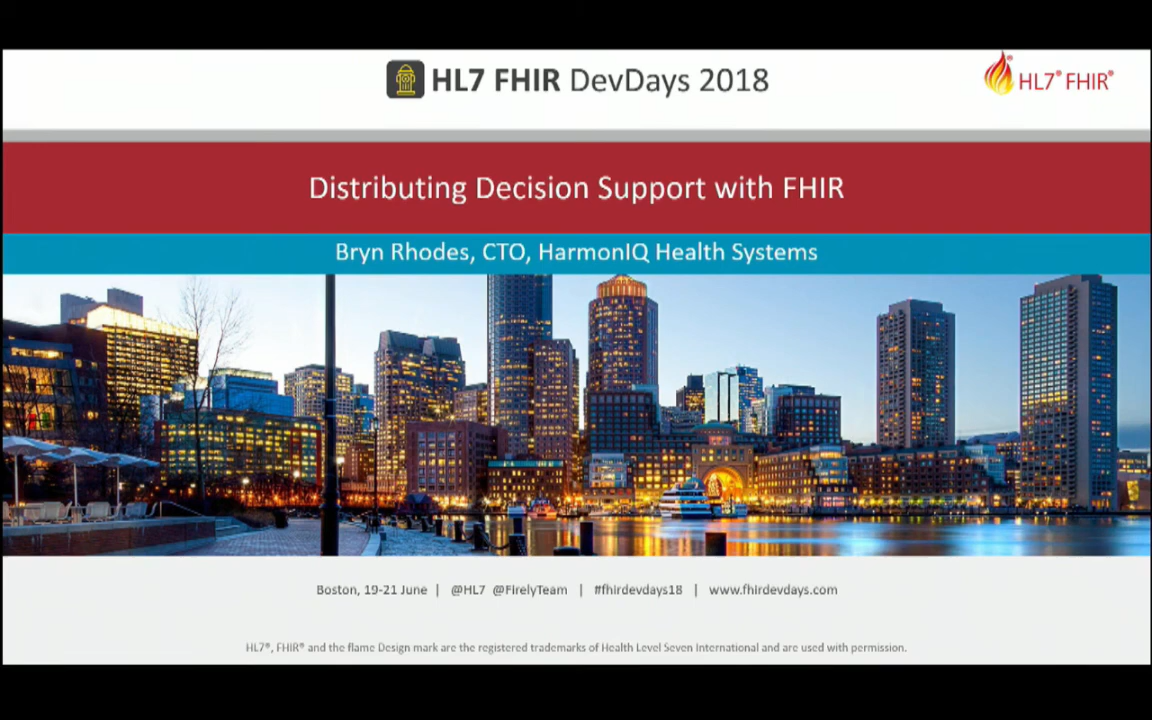 HL7 FHIR DevDays 2018
HL7® FHIR®
Distributing Decision Support with FHIR
Bryn Rhodes, CTO, HarmonIQ Health Systems
Boston, 19-21 June | @HL7 @FirelyTeam | #fhirdevdays18 | www.fhirdevdays.com
HL7®, FHIR® and the flame Design mark are the registered trademarks of Health Level Seven International and are used with permission.